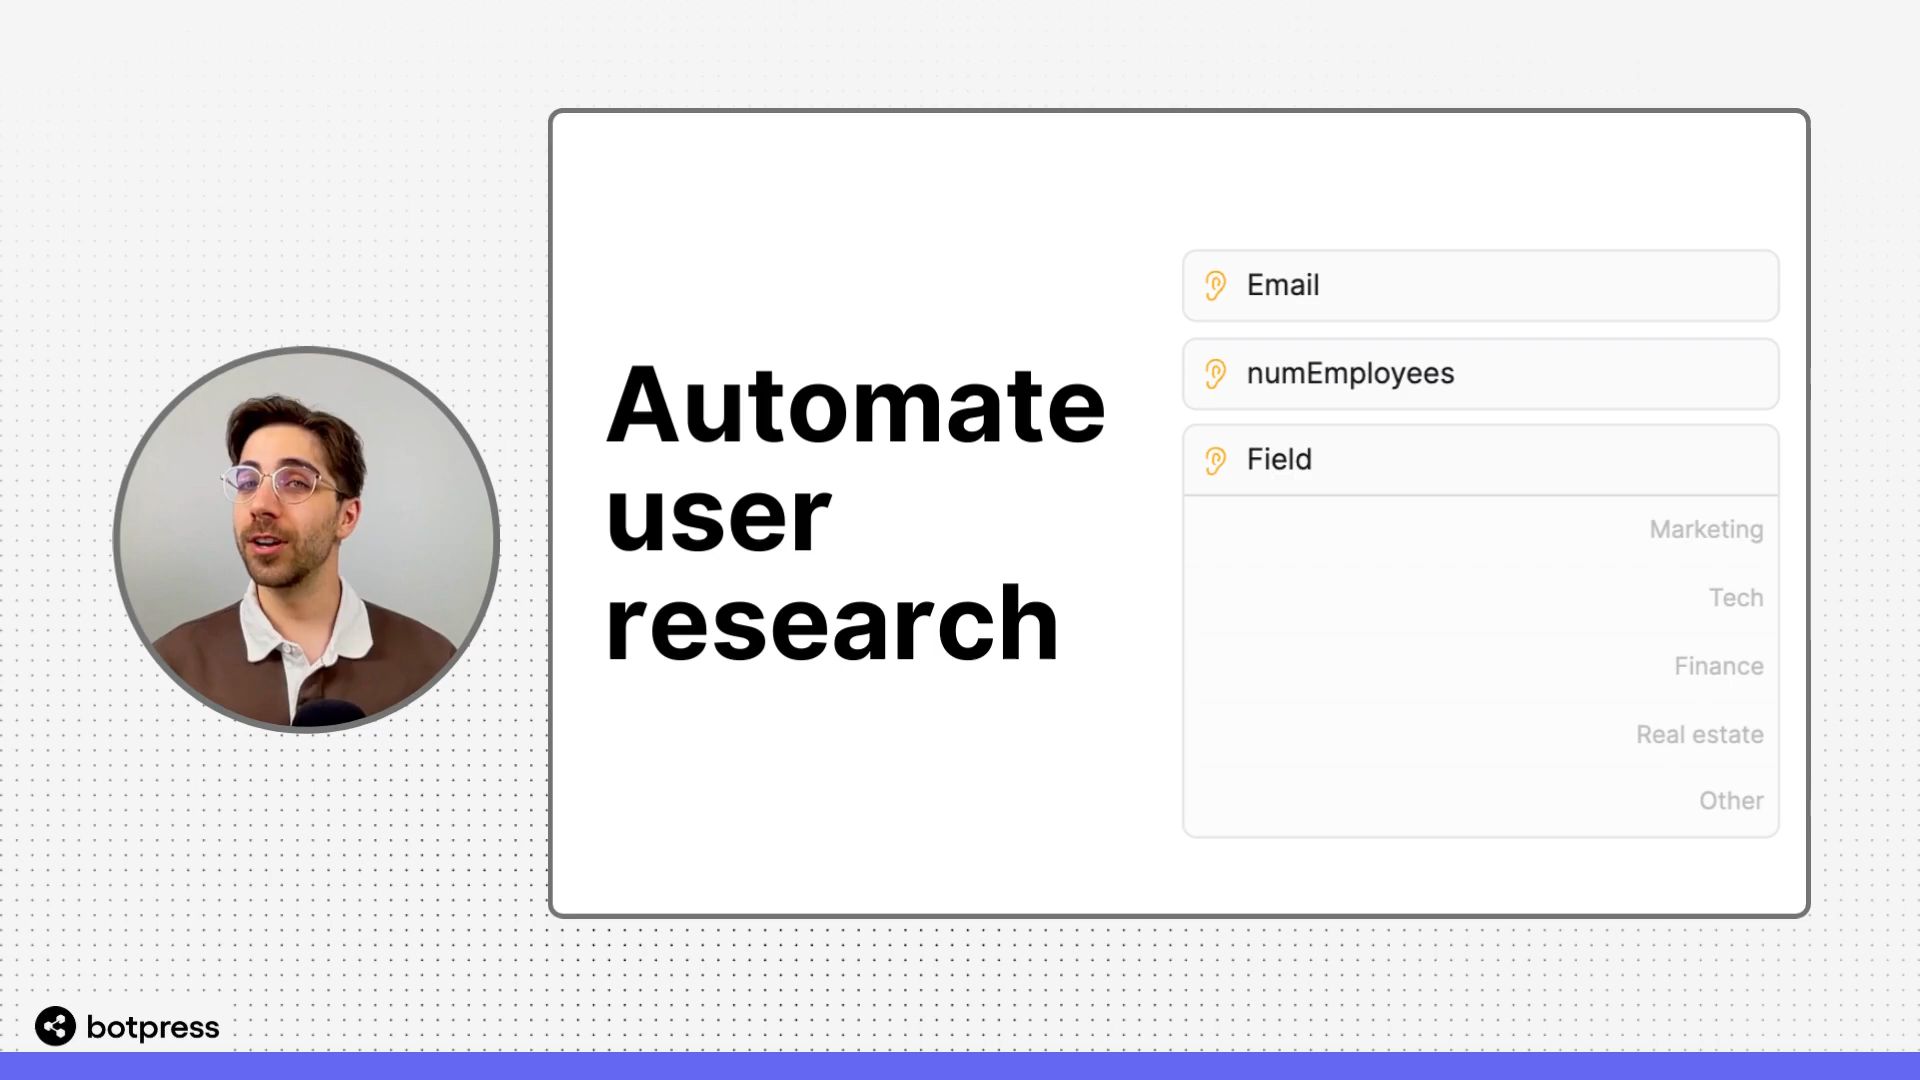 Automate
user
research
Email
numEmployees
Field
Marketing
Tech
Finance
Real estate
Other
botpress